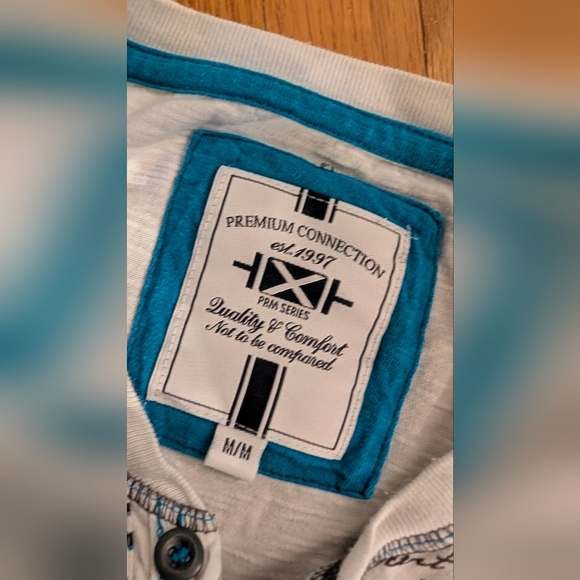 PREMIUM CONNECTION
est.1997
PRM SERIES
Quality & Comfort
Not to be compared
M/M